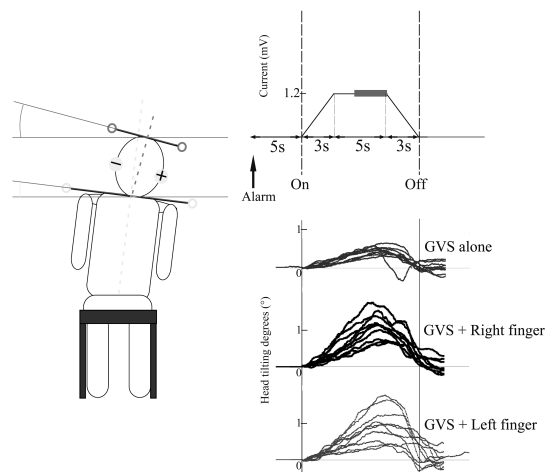 Current (mV)
1.2
5s
3s
5s
3s
Alarm
On
Off
−
+
Head tilting degrees (°)
1
0
GVS alone
1
0
GVS + Right finger
1
0
GVS + Left finger